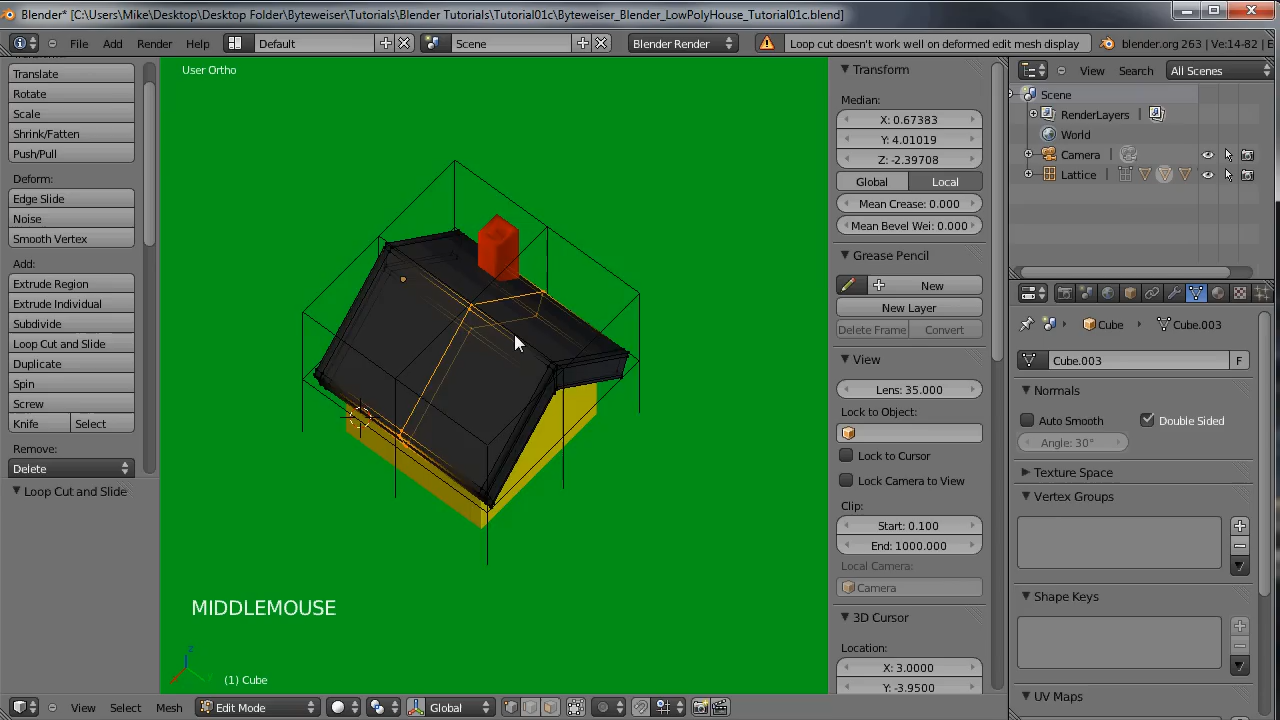 Blender* [C:\Users\Mike\Desktop\Desktop Folder\Byteweiser\Tutorials\Blender Tutorials\Tutorial01c\Byteweiser_Blender_LowPolyHouse_Tutorial01c.blend]
File Add Render Help Default Scene Blender Render Loop cut doesn't work well on deformed edit mesh display blender.org 263 | Ve:14-82 | E
Translate
Rotate
Scale
Shrink/Fatten
Push/Pull
Deform:
Edge Slide
Noise
Smooth Vertex
Add:
Extrude Region
Extrude Individual
Subdivide
Loop Cut and Slide
Duplicate
Spin
Screw
Knife Select
Remove:
Delete
Loop Cut and Slide
User Ortho
MIDDLEMOUSE
(1) Cube
View Select Mesh Edit Mode Global
Transform
Median:
X: 0.67383
Y: 4.01019
Z: -2.39708
Global Local
Mean Crease: 0.000
Mean Bevel Wei: 0.000
Grease Pencil
New
New Layer
Delete Frame Convert
View
Lens: 35.000
Lock to Object:
Lock to Cursor
Lock Camera to View
Clip:
Start: 0.100
End: 1000.000
Local Camera:
Camera
3D Cursor
Location:
X: 3.0000
Y: -3.9500
View Search All Scenes
Scene
RenderLayers
World
Camera
Lattice
Cube Cube.003
Cube.003 F
Normals
Auto Smooth Double Sided
Angle: 30°
Texture Space
Vertex Groups
Shape Keys
UV Maps